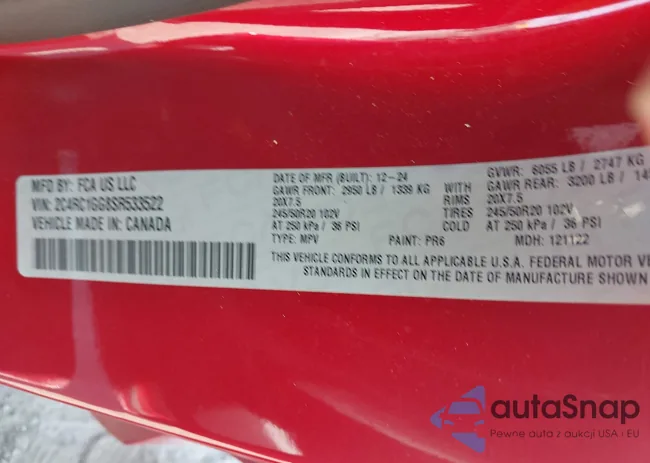 MFD BY: FCA US LLC
DATE OF MFR (BUILT): 12-24
GVWR: 6055 LB / 2747 KG
GAWR FRONT: 2950 LB / 1339 KG WITH GAWR REAR: 3200 LB /
20X7.5 RIMS 20X7.5
VIN: 2C4RC1GG8SR533522
245/50R20 102V TIRES 245/50R20 102V
AT 250 kPa / 36 PSI COLD AT 250 kPa / 36 PSI
VEHICLE MADE IN CANADA
TYPE: MPV PAINT: PR6 MDH: 121122
THIS VEHICLE CONFORMS TO ALL APPLICABLE U.S.A. FEDERAL MOTOR
STANDARDS IN EFFECT ON THE DATE OF MANUFACTURE SHOWN
autaSnap
Pewne auta z aukcji USA i EU